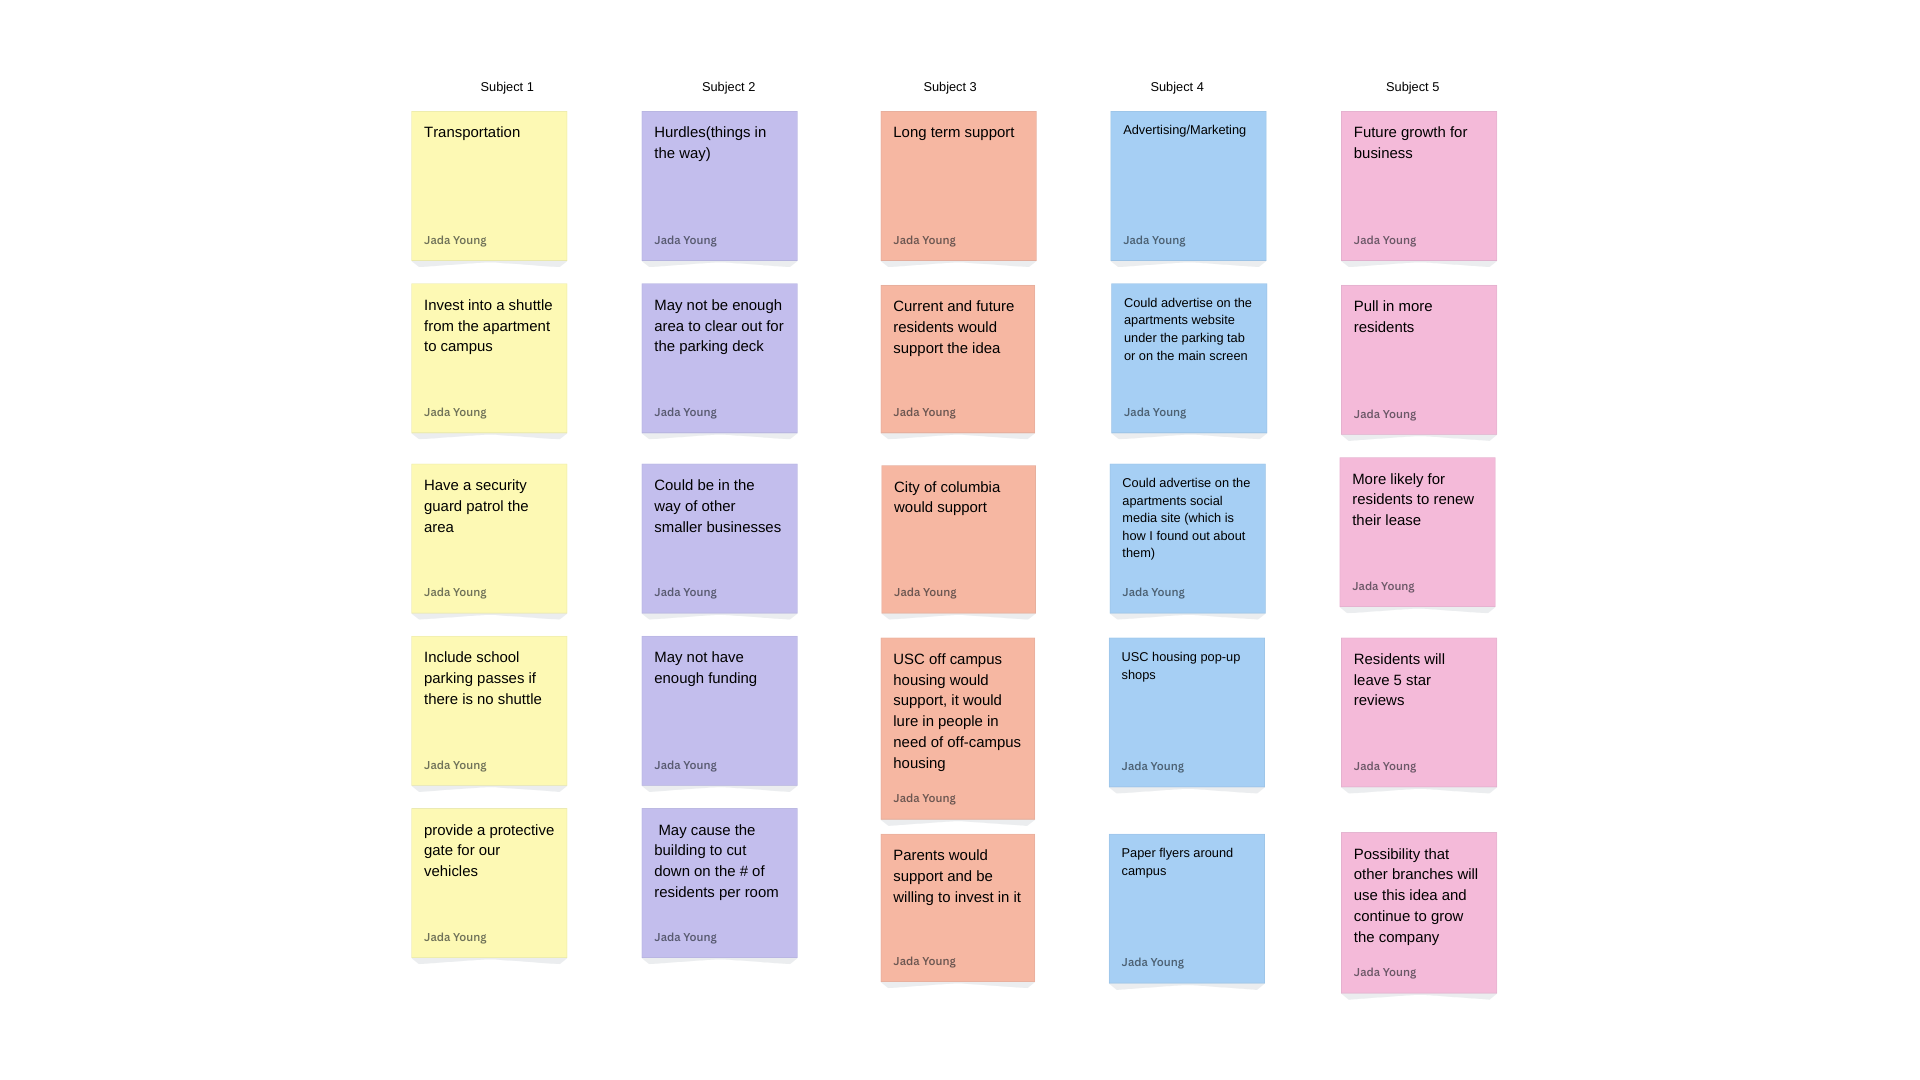 Subject 1
Transportation
Jada Young
Invest into a shuttle
from the apartment
to campus
Jada Young
Have a security
guard patrol the
area
Jada Young
Include school
parking passes if
there is no shuttle
Jada Young
provide a protective
gate for our
vehicles
Jada Young
Subject 2
Hurdles(things in
the way)
Jada Young
May not be enough
area to clear out for
the parking deck
Jada Young
Could be in the
way of other
smaller businesses
Jada Young
May not have
enough funding
Jada Young
May cause the
building to cut
down on the # of
residents per room
Jada Young
Subject 3
Long term support
Jada Young
Current and future
residents would
support the idea
Jada Young
City of columbia
would support
Jada Young
USC off campus
housing would
support, it would
lure in people in
need of off-campus
housing
Jada Young
Parents would
support and be
willing to invest in it
Jada Young
Subject 4
Advertising/Marketing
Jada Young
Could advertise on the
apartments website
under the parking tab
or on the main screen
Jada Young
Could advertise on the
apartments social
media site (which is
how I found out about
them)
Jada Young
USC housing pop-up
shops
Jada Young
Paper flyers around
campus
Jada Young
Subject 5
Future growth for
business
Jada Young
Pull in more
residents
Jada Young
More likely for
residents to renew
their lease
Jada Young
Residents will
leave 5 star
reviews
Jada Young
Possibility that
other branches will
use this idea and
continue to grow
the company
Jada Young